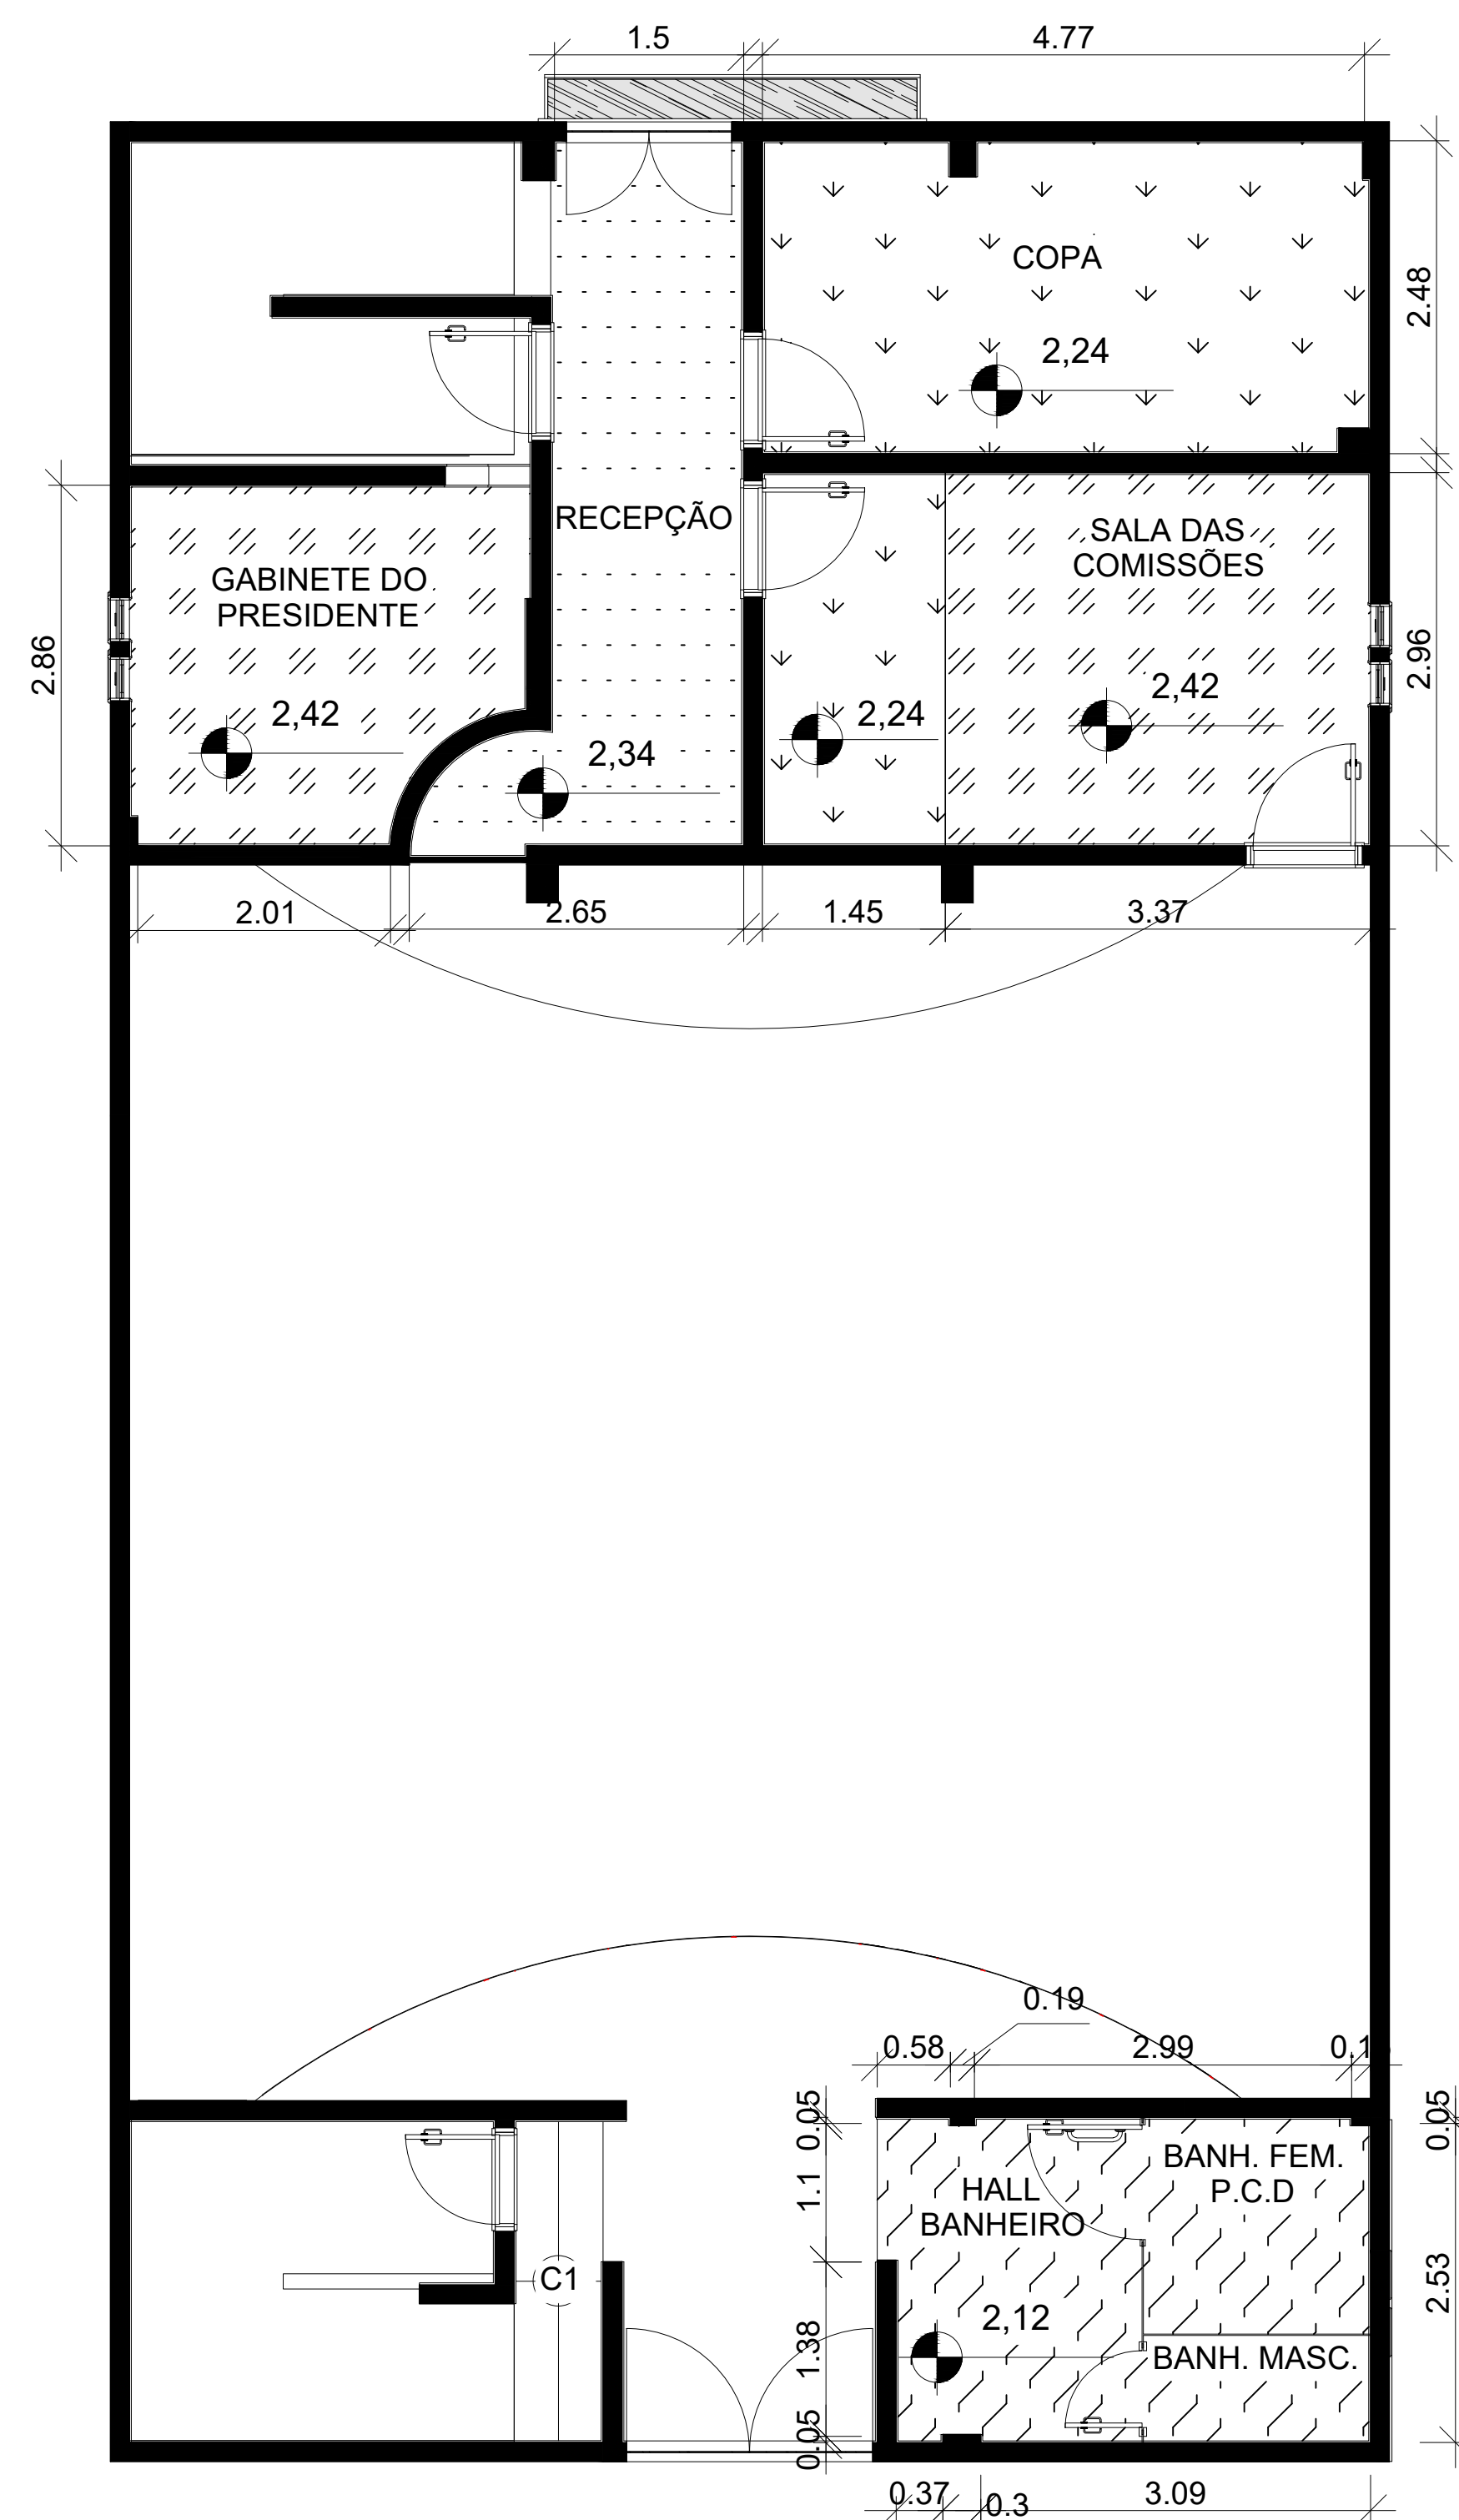 1.5
4.77
COPA
2.48
2,24
RECEPÇÃO
SALA DAS
COMISSÕES
GABINETE DO
PRESIDENTE
2.86
2.96
2,42
2,24
2,42
2,34
2.01
2.65
1.45
3.37
0.19
0.58
2.99
0.05
0.05
BANH. FEM.
P.C.D
1.1
HALL
BANHEIRO
C1
2.53
2,12
1.38
BANH. MASC.
0.05
0.37
0.3
3.09